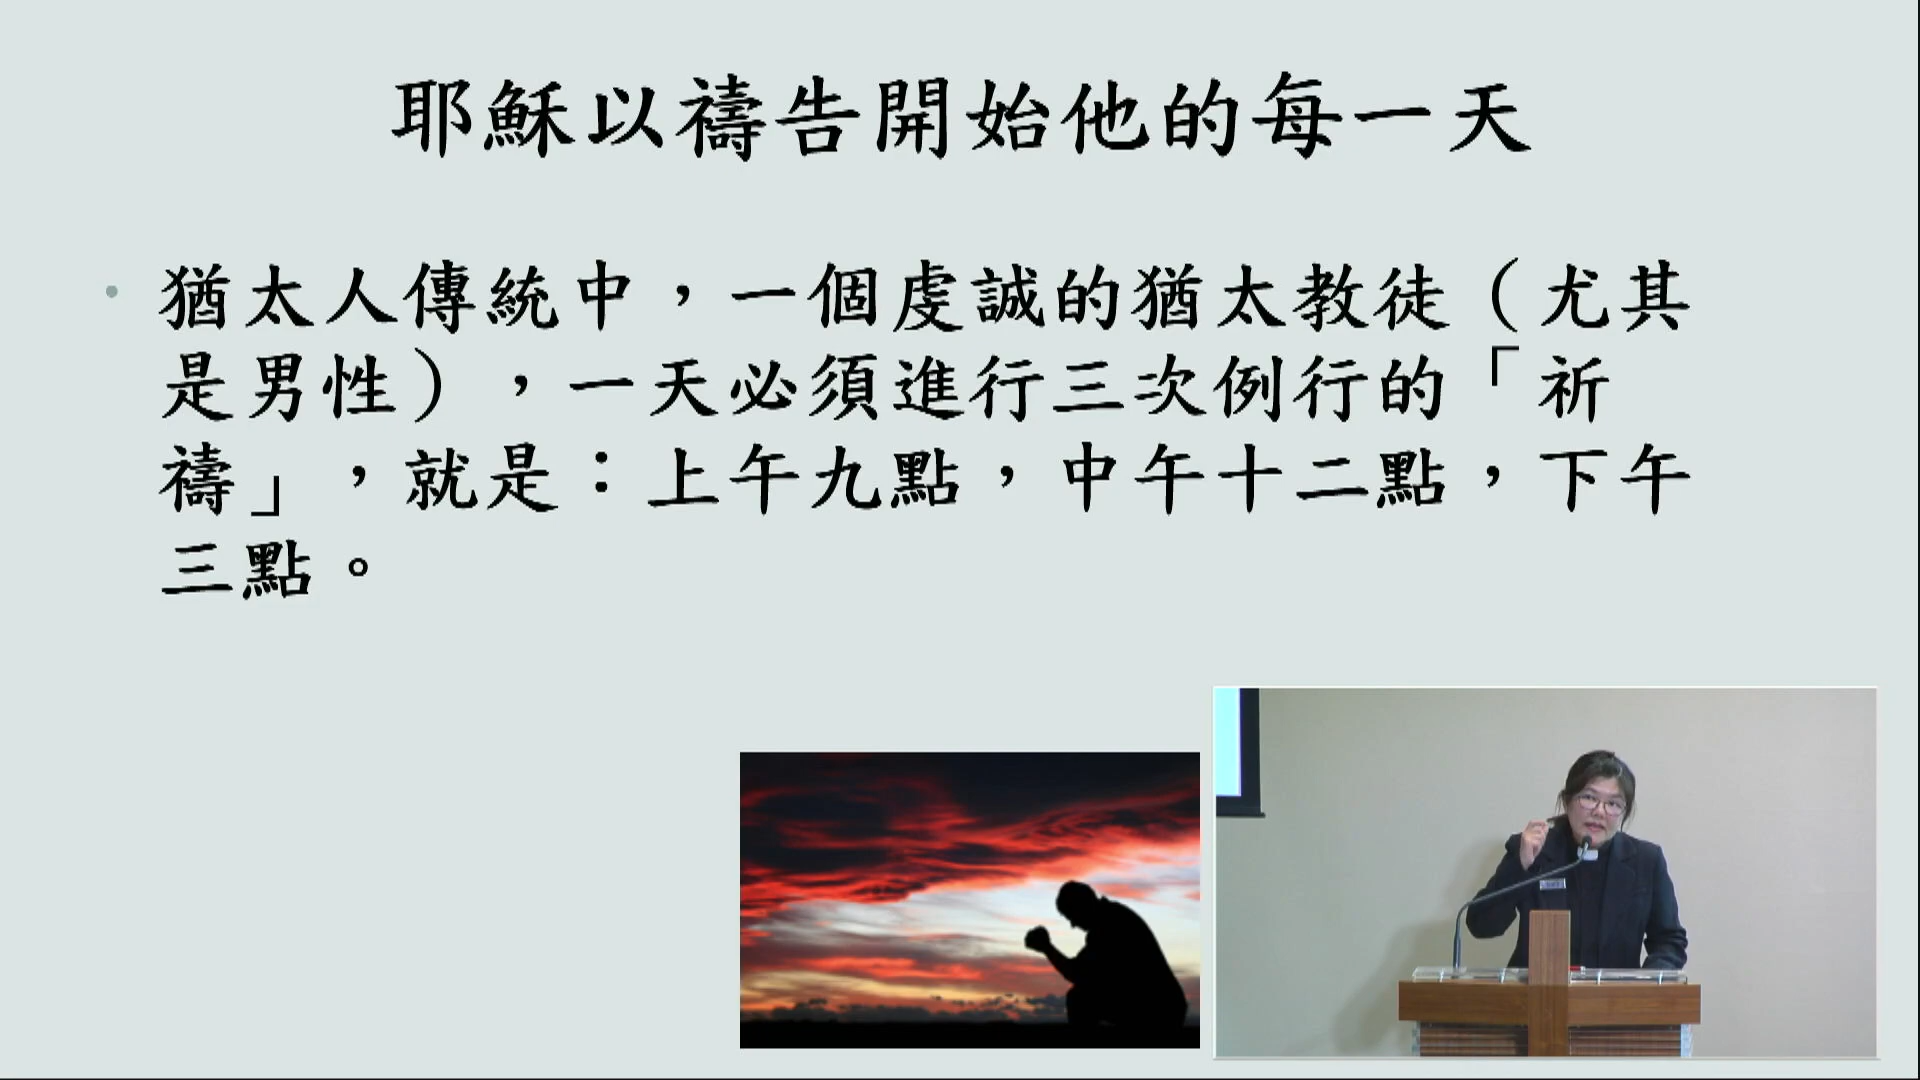 耶穌以禱告開始他的每一天
猶太人傳統中，一個虔誠的猶太教徒（尤其
是男性），一天必須進行三次例行的「祈
禱」，就是：上午九點，中午十二點，下午
三點。